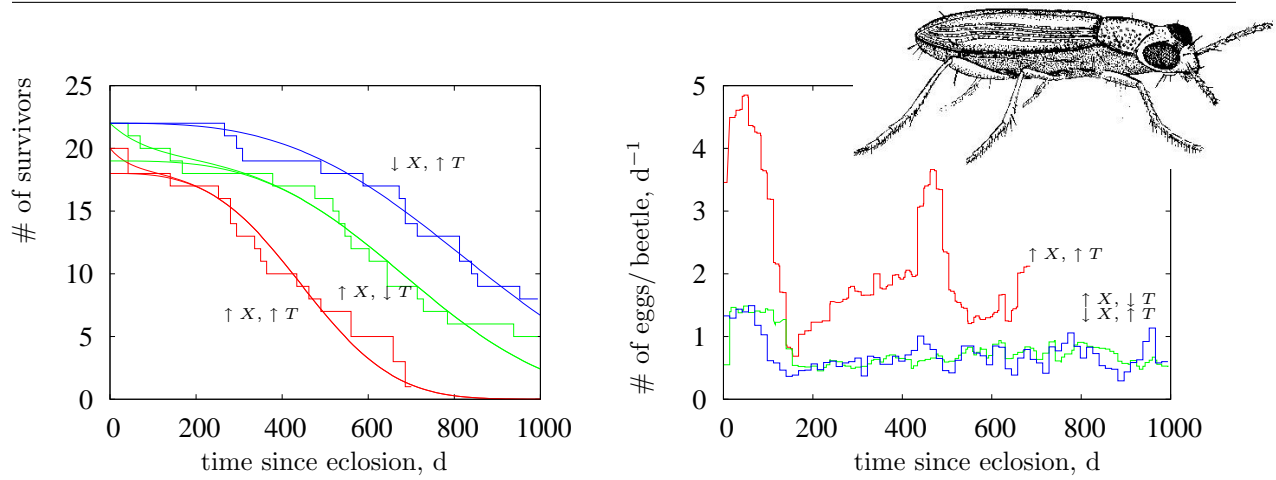 # of survivors
25
20
15
10
5
0
0 200 400 600 800 1000
time since eclosion, d
↓ X, ↑ T
↑ X, ↓ T
↑ X, ↑ T
# of eggs/ beetle, d⁻¹
5
4
3
2
1
0
0 200 400 600 800 1000
time since eclosion, d
↑ X, ↑ T
↑ X, ↓ T
↓ X, ↑ T